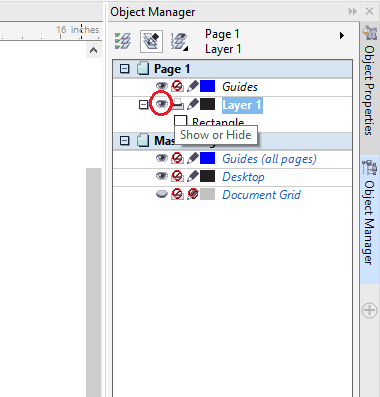 Object Manager
16 inches
Page 1
Layer 1
Page 1
Guides
Layer 1
Rectangle
Show or Hide
Mas
Guides (all pages)
Desktop
Document Grid
Object Properties
Object Manager